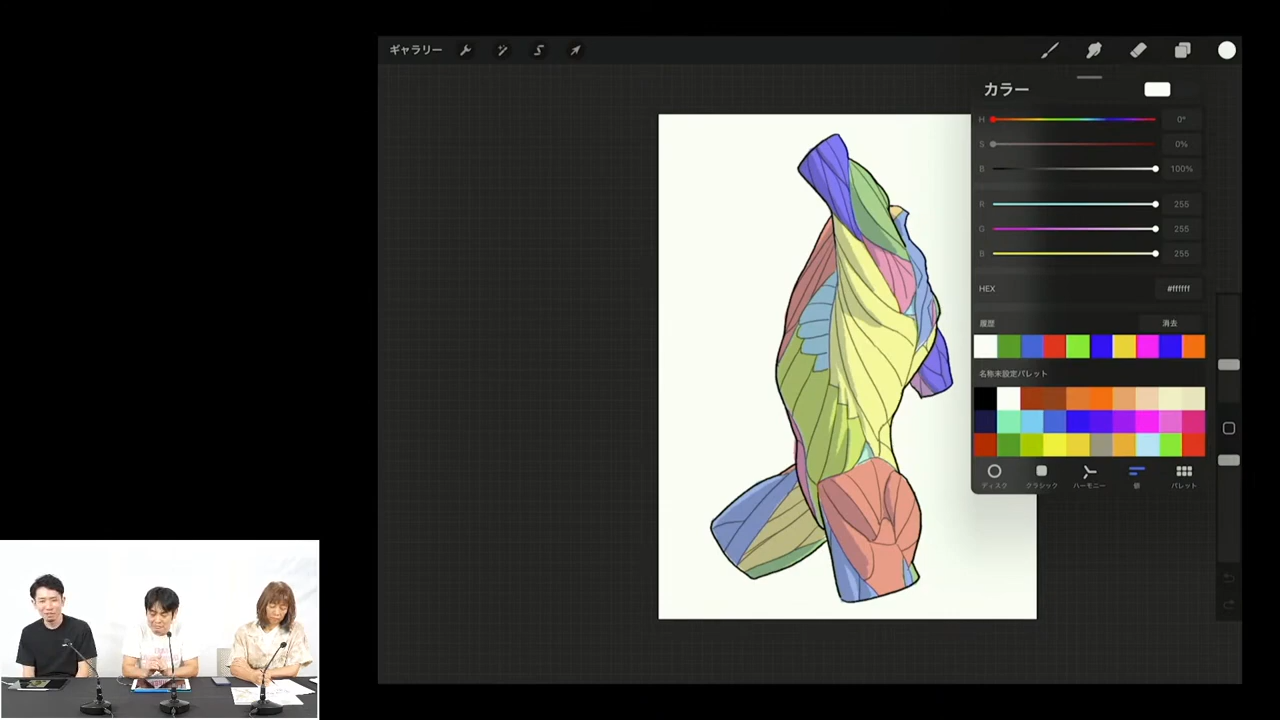 ギャラリー
カラー
H 0°
S 0%
B 100%
R 255
G 255
B 255
HEX #ffffff
履歴 消去
名称未設定パレット
ディスク クラシック ハーモニー 値 パレット